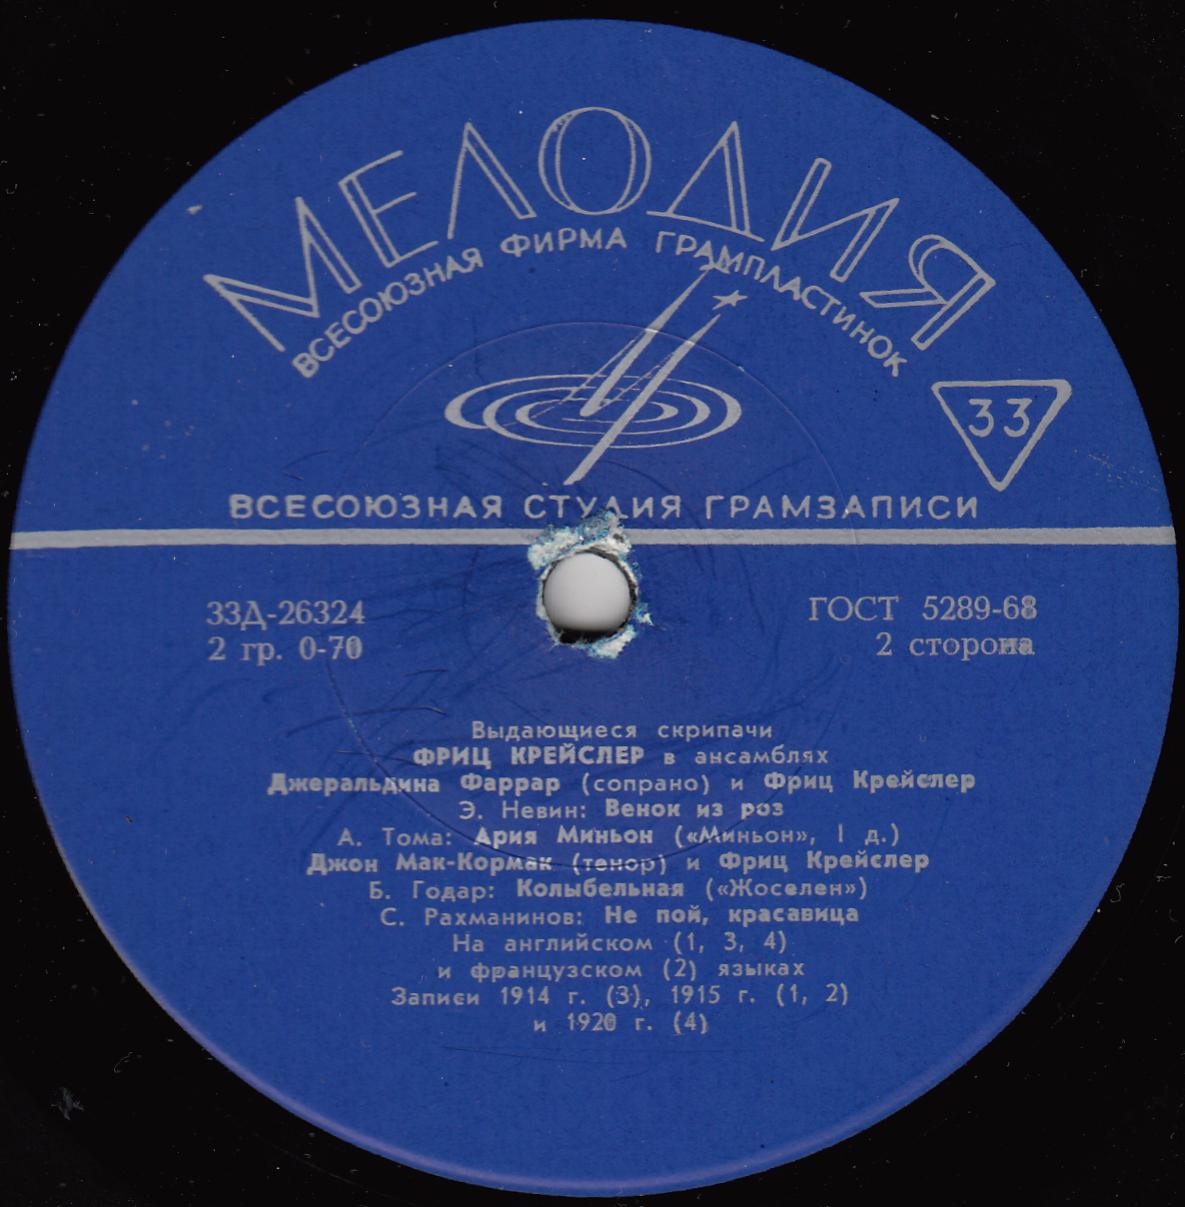 МЕЛОДИЯ
ВСЕСОЮЗНАЯ ФИРМА ГРАМПЛАСТИНОК
33
ВСЕСОЮЗНАЯ СТУДИЯ ГРАМЗАПИСИ
33Д-26324
ГОСТ 5289-68
2 гр. 0-70
2 сторона
Выдающиеся скрипачи
ФРИЦ КРЕЙСЛЕР в ансамблях
Джеральдина Фаррар (сопрано) и Фриц Крейслер
Э. Невин: Венок из роз
А. Тома: Ария Миньон («Миньон», I д.)
Джон Мак-Кормак (тенор) и Фриц Крейслер
Б. Годар: Колыбельная («Жоселен»)
С. Рахманинов: Не пой, красавица
На английском (1, 3, 4)
и французском (2) языках
Записи 1914 г. (3), 1915 г. (1, 2)
и 1920 г. (4)